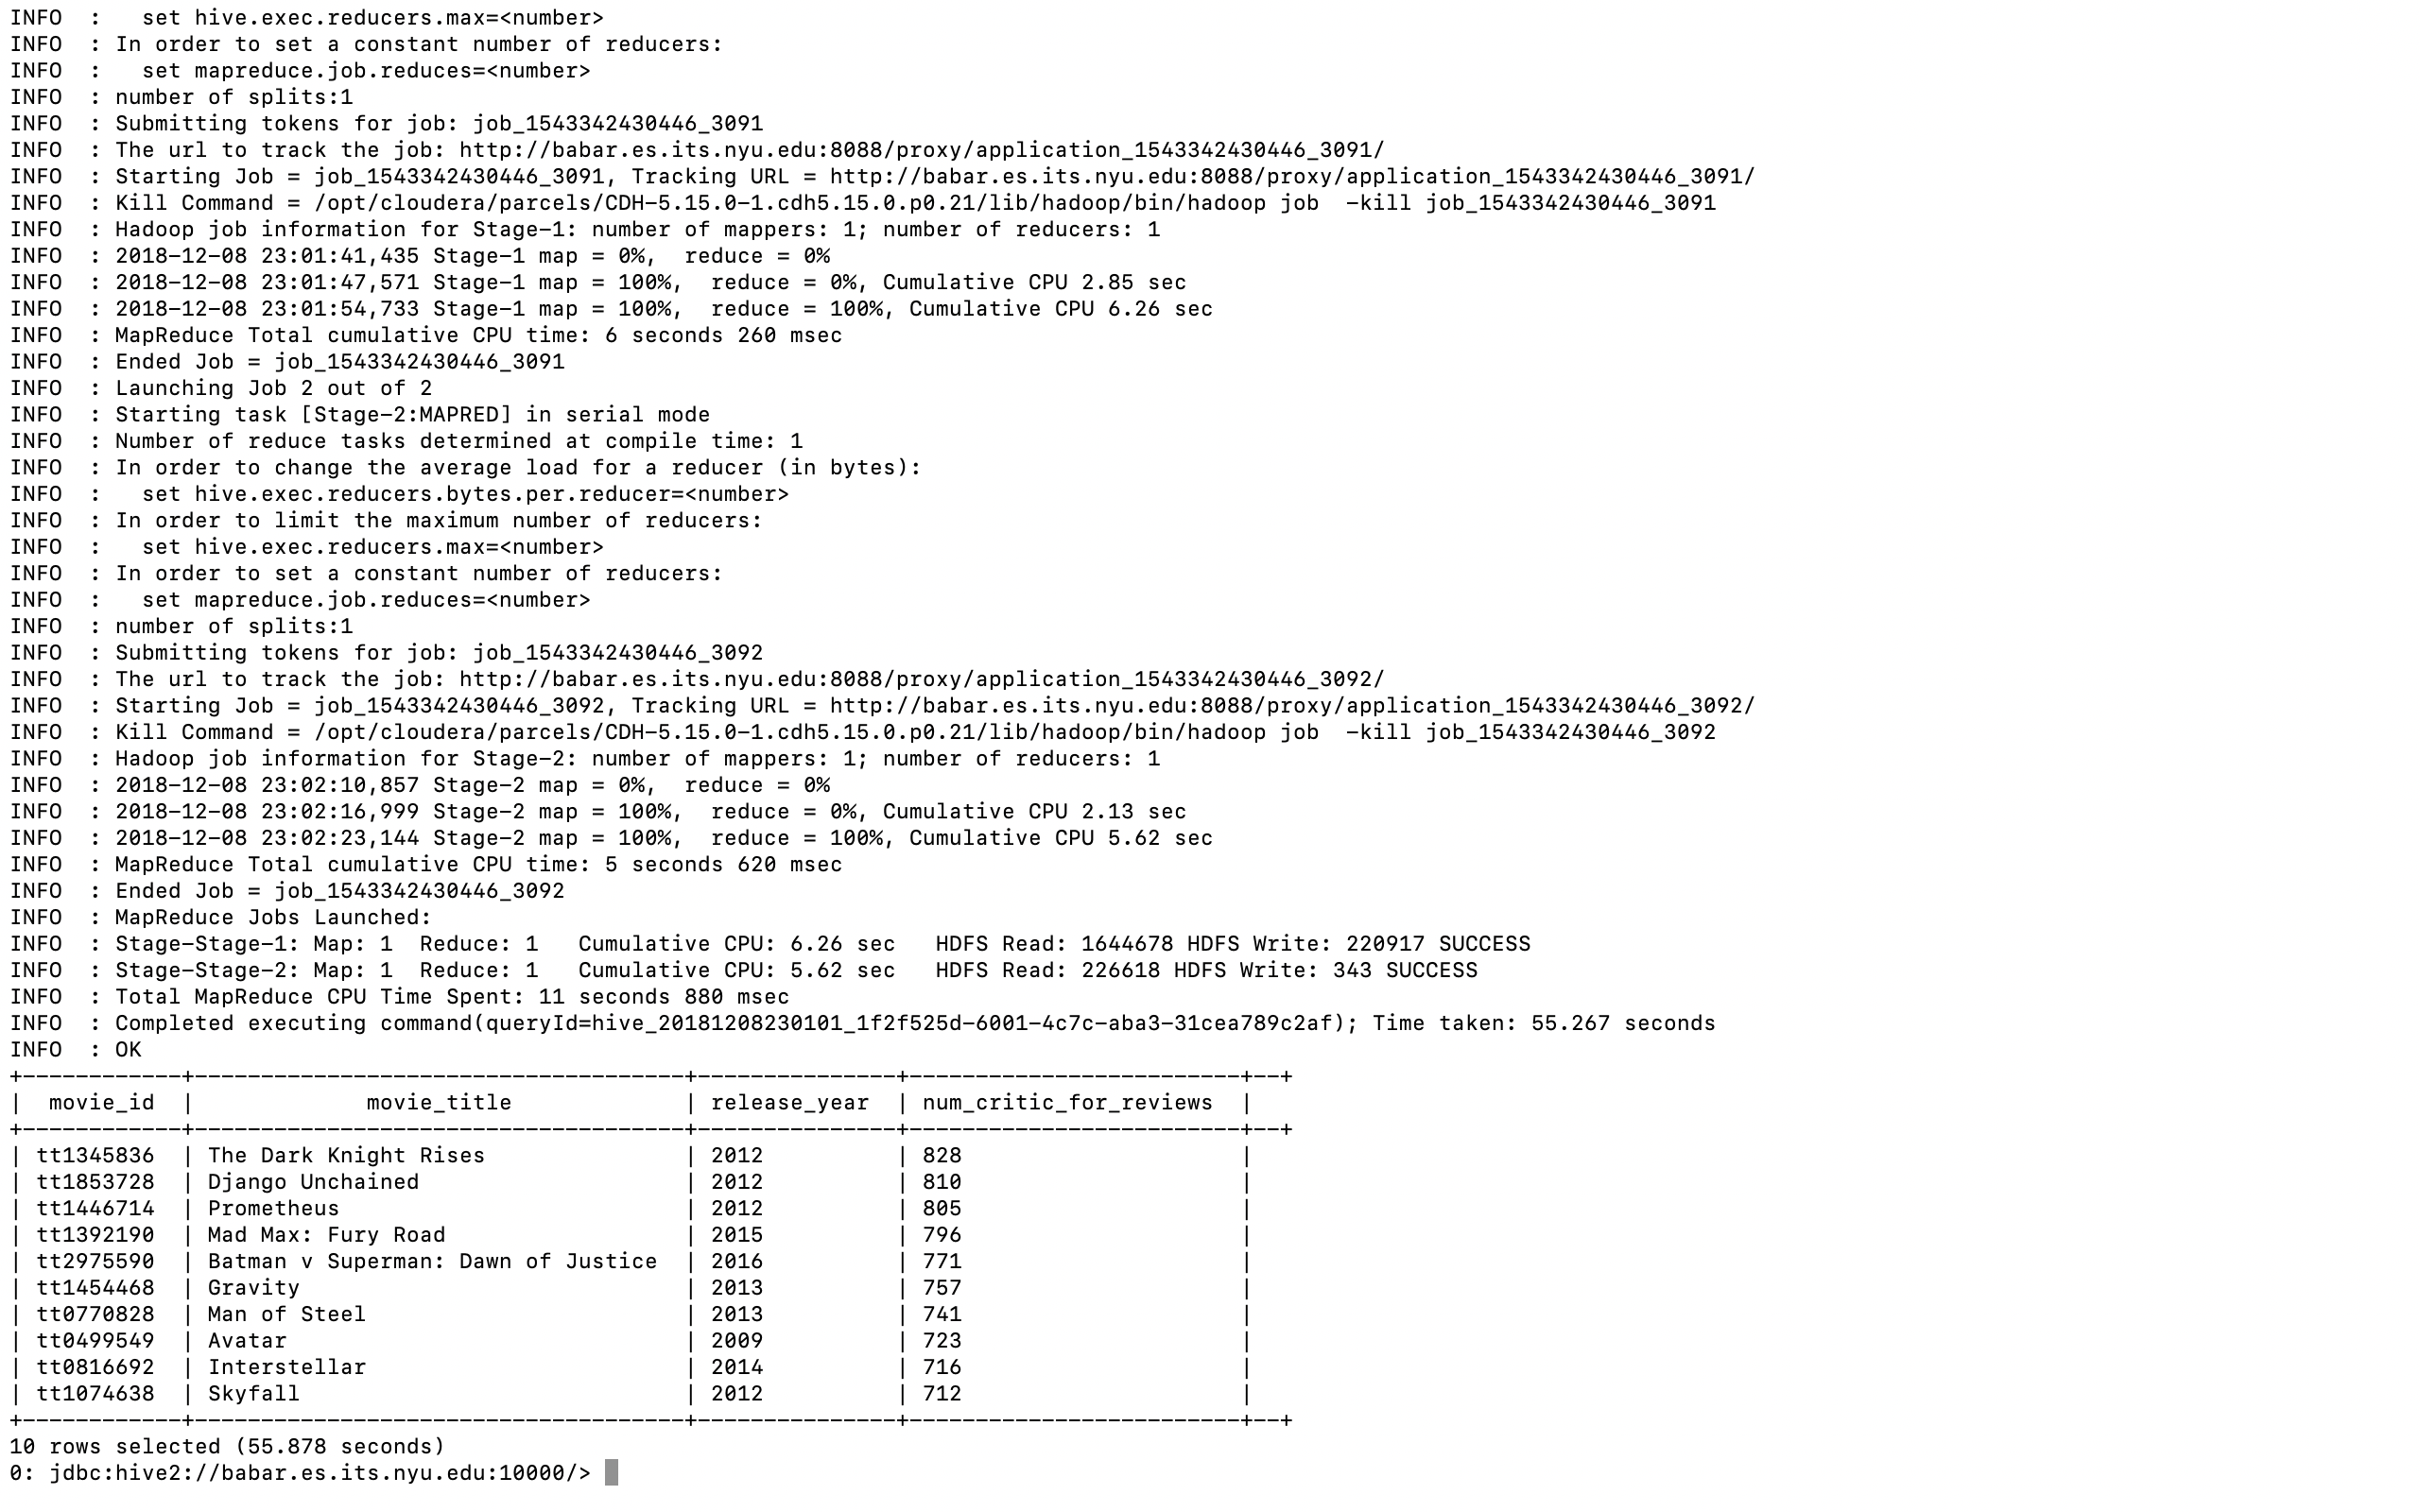 INFO  :   set hive.exec.reducers.max=<number>
INFO  : In order to set a constant number of reducers:
INFO  :   set mapreduce.job.reduces=<number>
INFO  : number of splits:1
INFO  : Submitting tokens for job: job_1543342430446_3091
INFO  : The url to track the job: http://babar.es.its.nyu.edu:8088/proxy/application_1543342430446_3091/
INFO  : Starting Job = job_1543342430446_3091, Tracking URL = http://babar.es.its.nyu.edu:8088/proxy/application_1543342430446_3091/
INFO  : Kill Command = /opt/cloudera/parcels/CDH-5.15.0-1.cdh5.15.0.p0.21/lib/hadoop/bin/hadoop job  -kill job_1543342430446_3091
INFO  : Hadoop job information for Stage-1: number of mappers: 1; number of reducers: 1
INFO  : 2018-12-08 23:01:41,435 Stage-1 map = 0%,  reduce = 0%
INFO  : 2018-12-08 23:01:47,571 Stage-1 map = 100%,  reduce = 0%, Cumulative CPU 2.85 sec
INFO  : 2018-12-08 23:01:54,733 Stage-1 map = 100%,  reduce = 100%, Cumulative CPU 6.26 sec
INFO  : MapReduce Total cumulative CPU time: 6 seconds 260 msec
INFO  : Ended Job = job_1543342430446_3091
INFO  : Launching Job 2 out of 2
INFO  : Starting task [Stage-2:MAPRED] in serial mode
INFO  : Number of reduce tasks determined at compile time: 1
INFO  : In order to change the average load for a reducer (in bytes):
INFO  :   set hive.exec.reducers.bytes.per.reducer=<number>
INFO  : In order to limit the maximum number of reducers:
INFO  :   set hive.exec.reducers.max=<number>
INFO  : In order to set a constant number of reducers:
INFO  :   set mapreduce.job.reduces=<number>
INFO  : number of splits:1
INFO  : Submitting tokens for job: job_1543342430446_3092
INFO  : The url to track the job: http://babar.es.its.nyu.edu:8088/proxy/application_1543342430446_3092/
INFO  : Starting Job = job_1543342430446_3092, Tracking URL = http://babar.es.its.nyu.edu:8088/proxy/application_1543342430446_3092/
INFO  : Kill Command = /opt/cloudera/parcels/CDH-5.15.0-1.cdh5.15.0.p0.21/lib/hadoop/bin/hadoop job  -kill job_1543342430446_3092
INFO  : Hadoop job information for Stage-2: number of mappers: 1; number of reducers: 1
INFO  : 2018-12-08 23:02:10,857 Stage-2 map = 0%,  reduce = 0%
INFO  : 2018-12-08 23:02:16,999 Stage-2 map = 100%,  reduce = 0%, Cumulative CPU 2.13 sec
INFO  : 2018-12-08 23:02:23,144 Stage-2 map = 100%,  reduce = 100%, Cumulative CPU 5.62 sec
INFO  : MapReduce Total cumulative CPU time: 5 seconds 620 msec
INFO  : Ended Job = job_1543342430446_3092
INFO  : MapReduce Jobs Launched:
INFO  : Stage-Stage-1: Map: 1  Reduce: 1   Cumulative CPU: 6.26 sec   HDFS Read: 1644678 HDFS Write: 220917 SUCCESS
INFO  : Stage-Stage-2: Map: 1  Reduce: 1   Cumulative CPU: 5.62 sec   HDFS Read: 226618 HDFS Write: 343 SUCCESS
INFO  : Total MapReduce CPU Time Spent: 11 seconds 880 msec
INFO  : Completed executing command(queryId=hive_20181208230101_1f2f525d-6001-4c7c-aba3-31cea789c2af); Time taken: 55.267 seconds
INFO  : OK
+------------+-------------------------------------+---------------+-------------------------+--+
|  movie_id  |             movie_title             | release_year  | num_critic_for_reviews  |
+------------+-------------------------------------+---------------+-------------------------+--+
| tt1345836  | The Dark Knight Rises               | 2012          | 828                     |
| tt1853728  | Django Unchained                    | 2012          | 810                     |
| tt1446714  | Prometheus                          | 2012          | 805                     |
| tt1392190  | Mad Max: Fury Road                  | 2015          | 796                     |
| tt2975590  | Batman v Superman: Dawn of Justice  | 2016          | 771                     |
| tt1454468  | Gravity                             | 2013          | 757                     |
| tt0770828  | Man of Steel                        | 2013          | 741                     |
| tt0499549  | Avatar                              | 2009          | 723                     |
| tt0816692  | Interstellar                        | 2014          | 716                     |
| tt1074638  | Skyfall                             | 2012          | 712                     |
+------------+-------------------------------------+---------------+-------------------------+--+
10 rows selected (55.878 seconds)
0: jdbc:hive2://babar.es.its.nyu.edu:10000/>